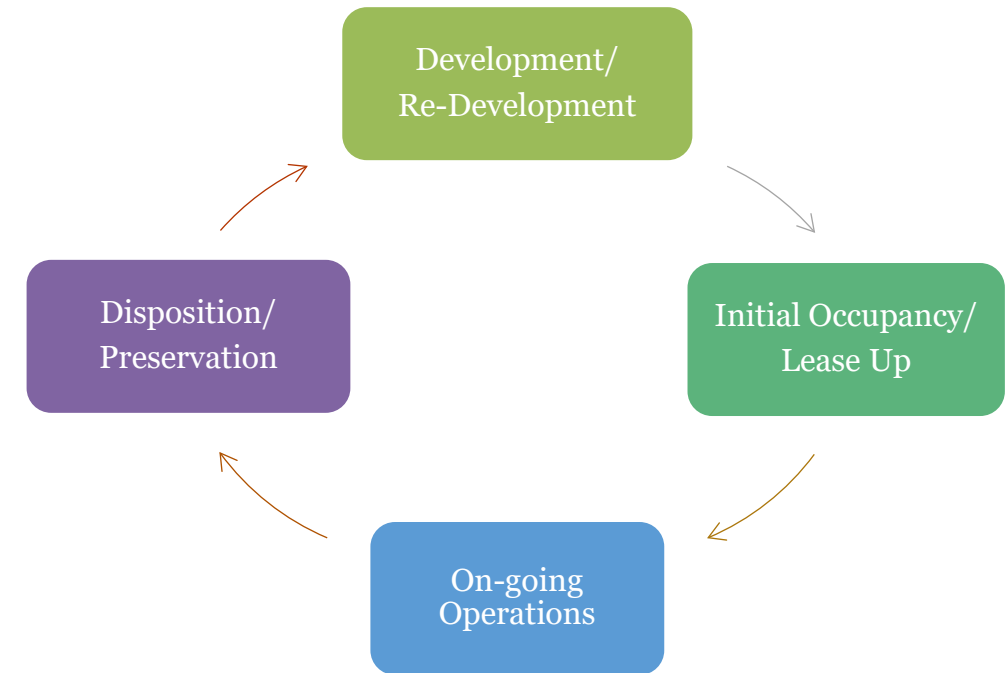 Development/
Re-Development
Disposition/
Preservation
Initial Occupancy/
Lease Up
On-going
Operations